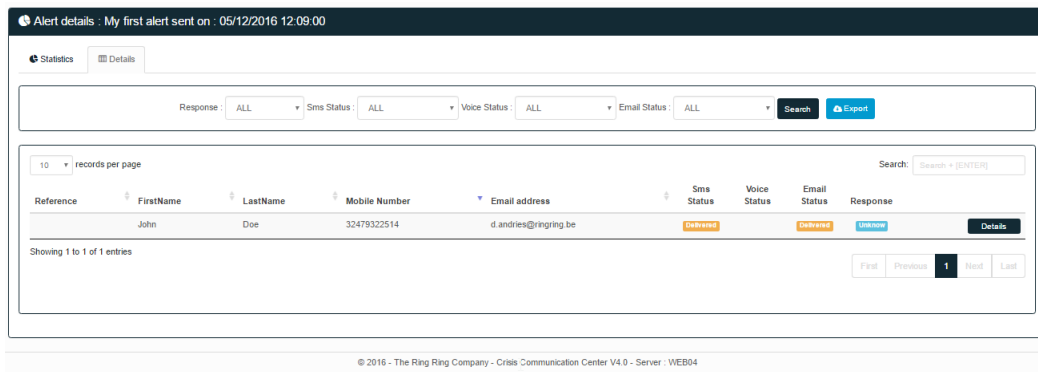 Alert details : My first alert sent on : 05/12/2016 12:09:00
Statistics Details
Response : ALL Sms Status : ALL Voice Status : ALL Email Status : ALL Search Export
10 records per page Search: Search + [ENTER]
Reference FirstName LastName Mobile Number Email address Sms Status Voice Status Email Status Response
John Doe 32479322514 d.andries@ringring.be Delivered Delivered Unknow Details
Showing 1 to 1 of 1 entries
First Previous 1 Next Last
© 2016 - The Ring Ring Company - Crisis Communication Center V4.0 - Server : WEB04